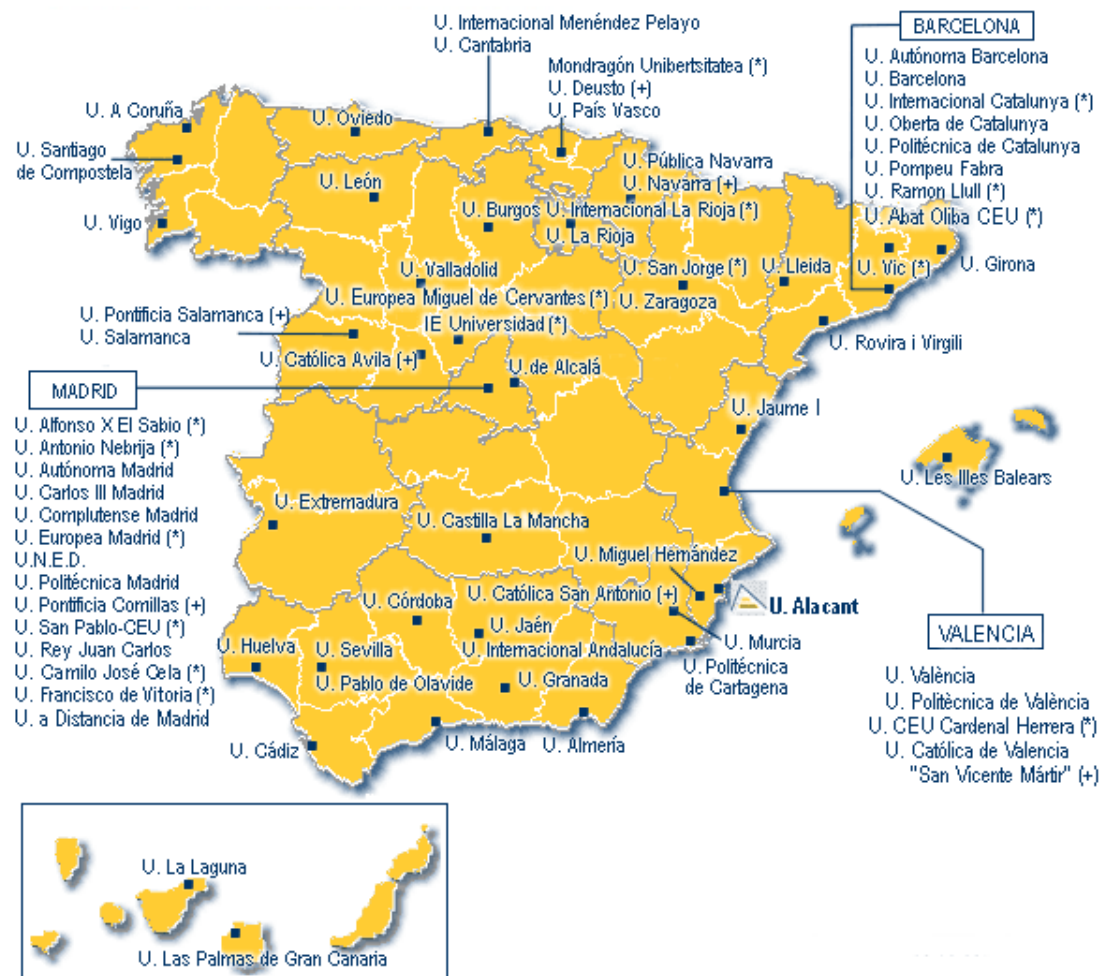 U. Internacional Menéndez Pelayo
U. Cantabria
Mondragón Unibertsitatea (*)
U. Deusto (+)
U. País Vasco
BARCELONA
U. Autónoma Barcelona
U. Barcelona
U. Internacional Catalunya (*)
U. Oberta de Catalunya
U. Politécnica de Catalunya
U. Pompeu Fabra
U. Ramon Llull (*)
U. Abat Oliba CEU (*)
U. Vic (*)
U. Girona
U. A Coruña
U. Oviedo
U. Santiago
de Compostela
U. Vigo
U. León
U. Pública Navarra
U. Navarra (+)
U. Burgos
U. Internacional La Rioja (*)
U. La Rioja
U. Valladolid
U. Europea Miguel de Cervantes (*)
U. San Jorge (*)
U. Zaragoza
U. Lleida
U. Rovira i Virgili
U. Pontificia Salamanca (+)
U. Salamanca
IE Universidad (*)
U. Católica Avila (+)
U.de Alcalá
MADRID
U. Alfonso X El Sabio (*)
U. Antonio Nebrija (*)
U. Autónoma Madrid
U. Carlos III Madrid
U. Complutense Madrid
U. Europea Madrid (*)
U.N.E.D.
U. Politécnica Madrid
U. Pontificia Comillas (+)
U. San Pablo-CEU (*)
U. Rey Juan Carlos
U. Camilo José Cela (*)
U. Francisco de Vitoria (*)
U. a Distancia de Madrid
U. Jaume I
U. Les Illes Balears
U. Extremadura
U. Castilla La Mancha
U. Miguel Hernández
U. Católica San Antonio (+)
U. Alacant
U. Córdoba
U. Jaén
U. Internacional Andalucía
U. Murcia
U. Politécnica
de Cartagena
U. Huelva
U. Sevilla
U. Pablo de Olavide
U. Granada
U. Cádiz
U. Málaga
U. Almería
VALENCIA
U. València
U. Politècnica de València
U. CEU Cardenal Herrera (*)
U. Católica de Valencia
"San Vicente Mártir" (+)
U. La Laguna
U. Las Palmas de Gran Canaria